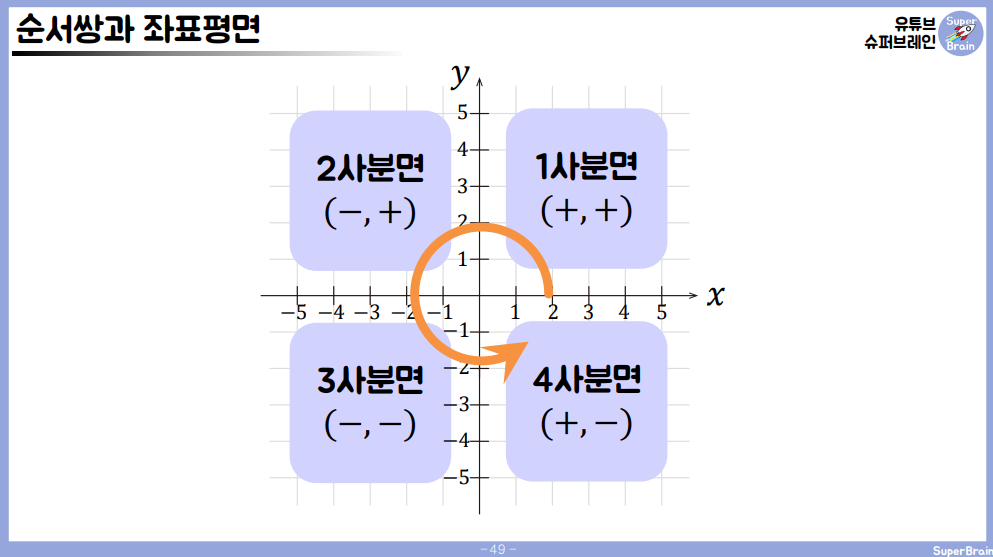 순서쌍과 좌표평면
유튜브
슈퍼브레인
Super
Brain
y
5
4
3
2
1
2사분면
(−, +)
1사분면
(+, +)
−5 −4 −3 −2 −1 1 2 3 4 5
x
−1
−2
−3
−4
−5
3사분면
(−, −)
4사분면
(+, −)
- 49 -
SuperBrain